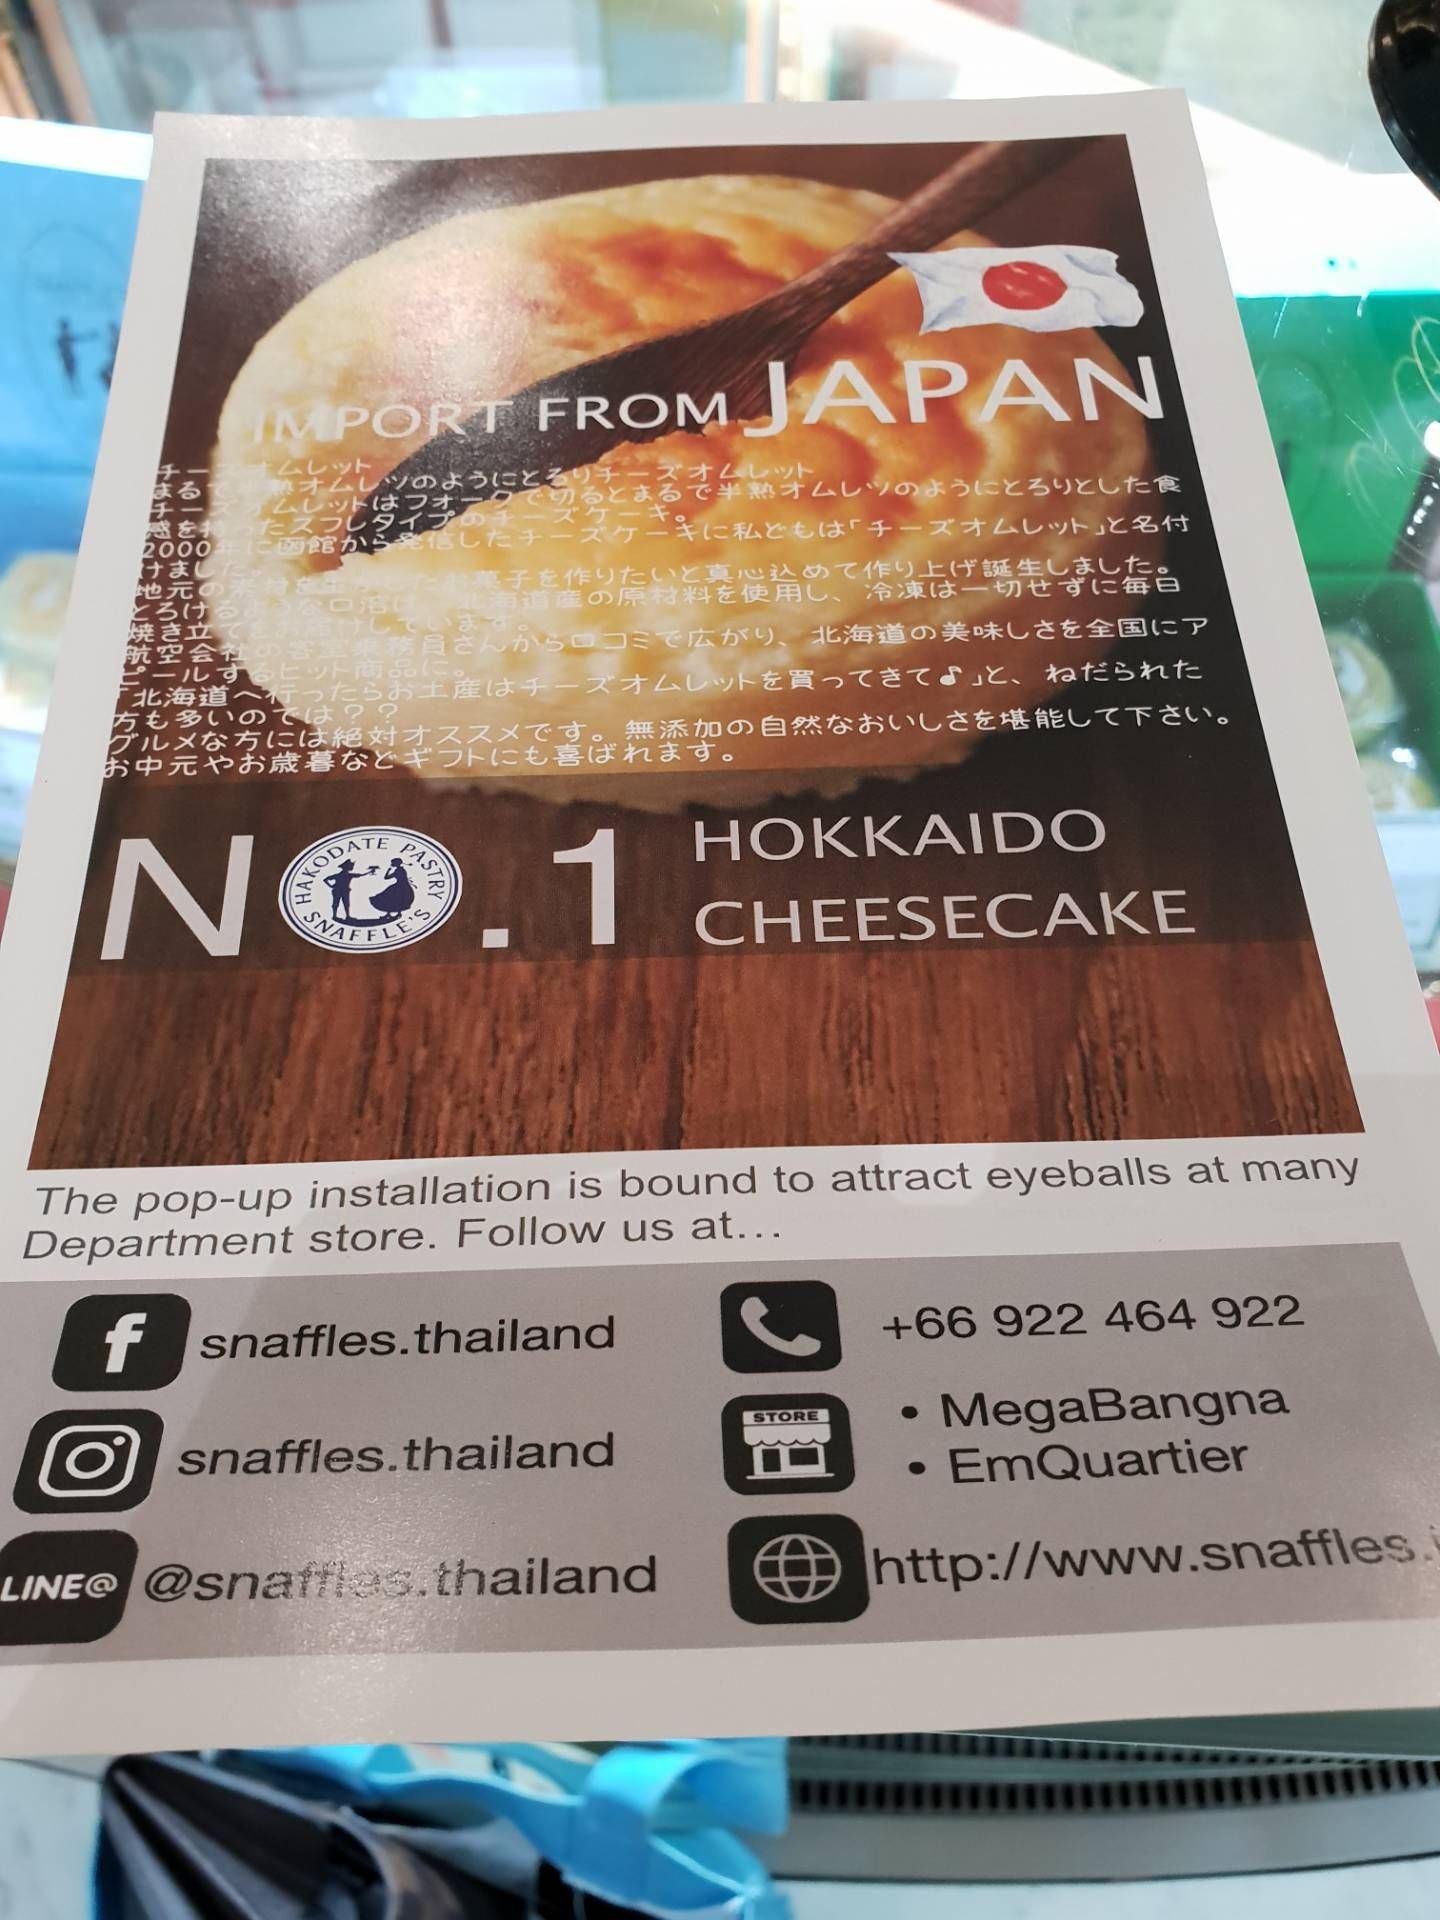 IMPORT FROM JAPAN
チーズオムレット
まるで半熟オムレツのようにとろりチーズオムレット
チーズオムレットはフォークで切るとまるで半熟オムレツのようにとろりとした食
感を持ったスフレタイプのチーズケーキ。
2000年に函館から発信したチーズケーキに私どもは「チーズオムレット」と名付
けました。
地元の素材を生かしたお菓子を作りたいと真心込めて作り上げ誕生しました。
とろけるような口溶け、北海道産の原材料を使用し、冷凍は一切せずに毎日
焼き立てをお届けしています。
航空会社の客室乗務員さんから口コミで広がり、北海道の美味しさを全国にア
ピールするヒット商品に。
「北海道へ行ったらお土産はチーズオムレットを買ってきて♪」と、ねだられた
方も多いのでは??
グルメな方には絶対オススメです。無添加の自然なおいしさを堪能して下さい。
お中元やお歳暮などギフトにも喜ばれます。
NO.1 HOKKAIDO
CHEESECAKE
HAKODATE PASTRY
SNAFFLE'S
The pop-up installation is bound to attract eyeballs at many
Department store. Follow us at...
f snaffles.thailand
snaffles.thailand
LINE@ @snaffles.thailand
+66 922 464 922
STORE
• MegaBangna
• EmQuartier
http://www.snaffles.